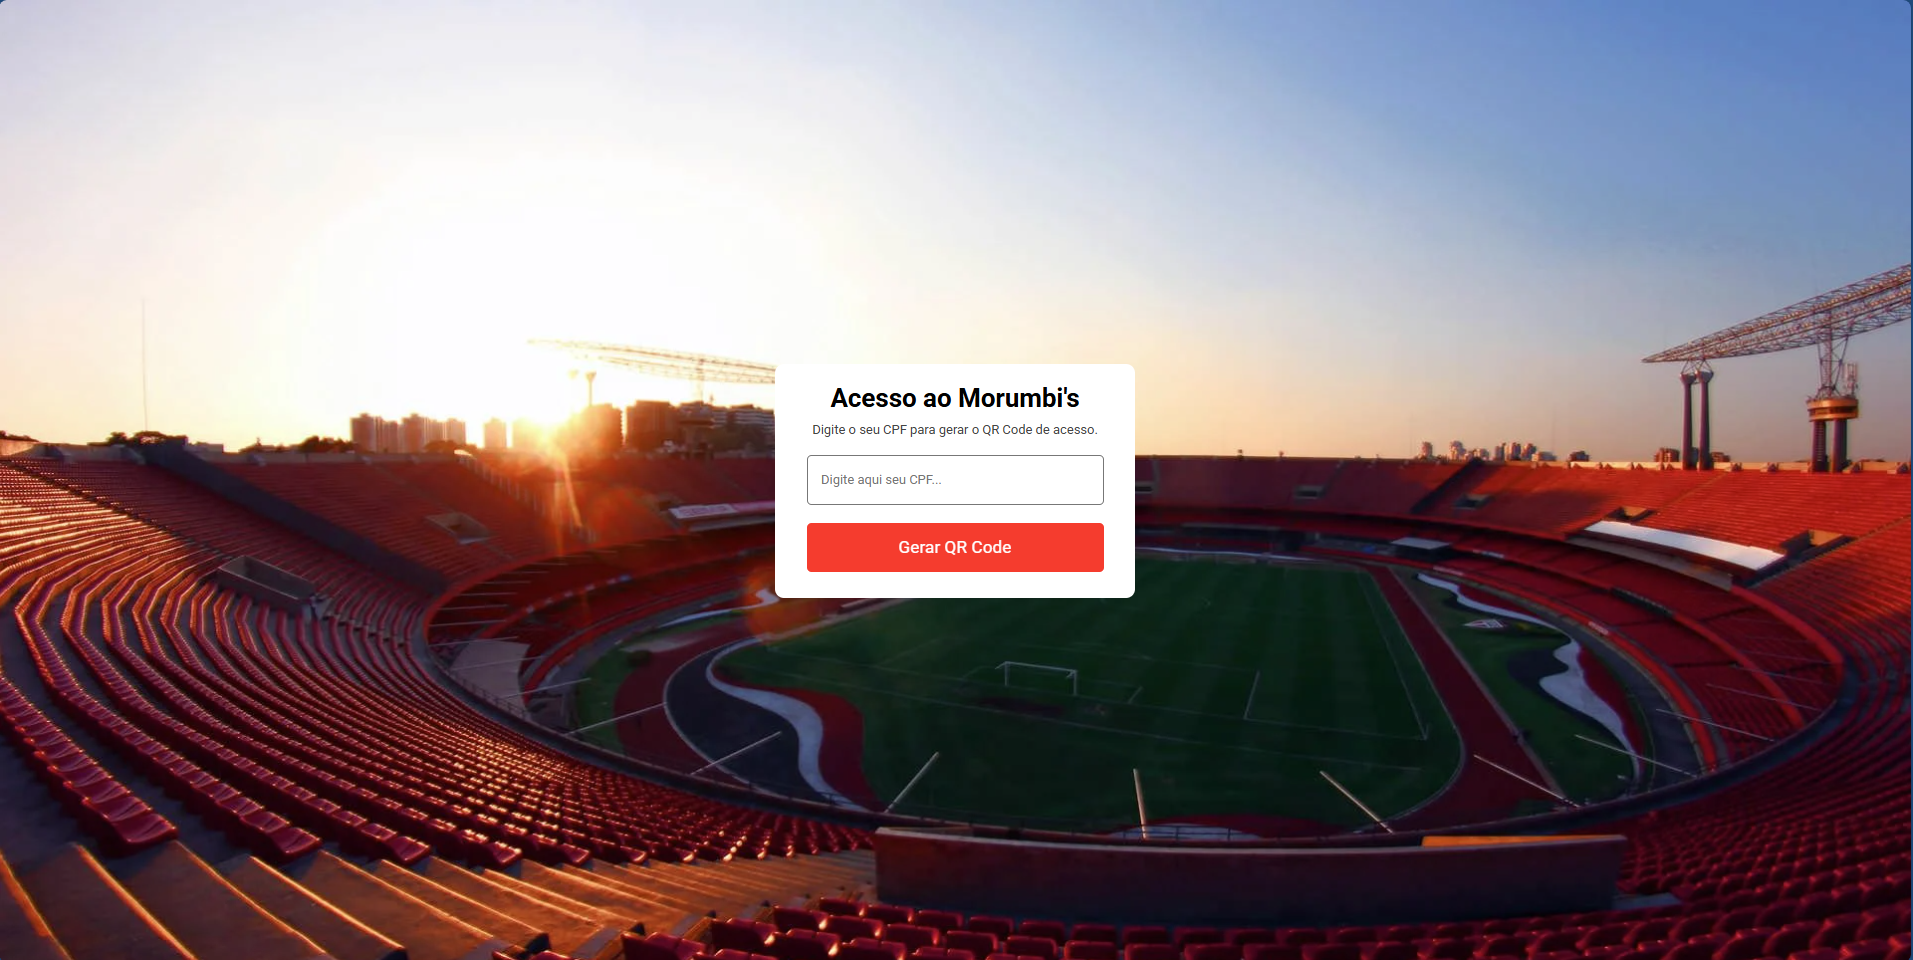 Acesso ao Morumbi's
Digite o seu CPF para gerar o QR Code de acesso.
Digite aqui seu CPF...
Gerar QR Code